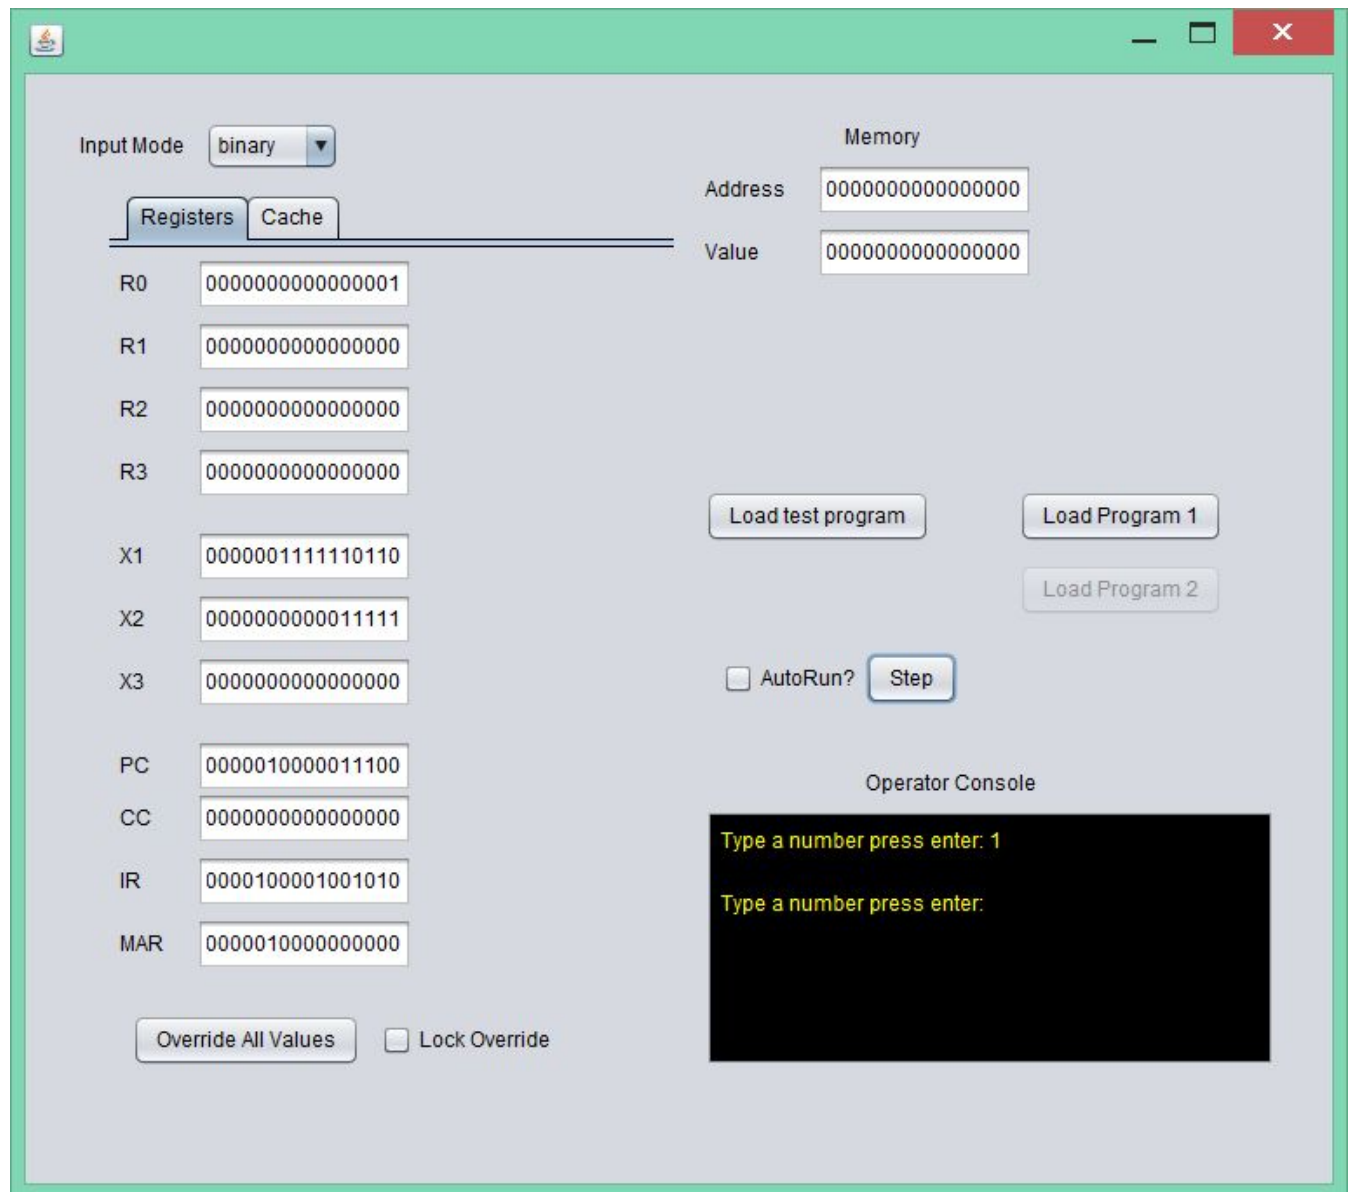 Input Mode binary
Registers Cache
R0 0000000000000001
R1 0000000000000000
R2 0000000000000000
R3 0000000000000000
X1 0000001111110110
X2 0000000000011111
X3 0000000000000000
PC 0000010000011100
CC 0000000000000000
IR 0000100001001010
MAR 0000010000000000
Override All Values Lock Override
Memory
Address 0000000000000000
Value 0000000000000000
Load test program Load Program 1
Load Program 2
AutoRun? Step
Operator Console
Type a number press enter: 1
Type a number press enter: